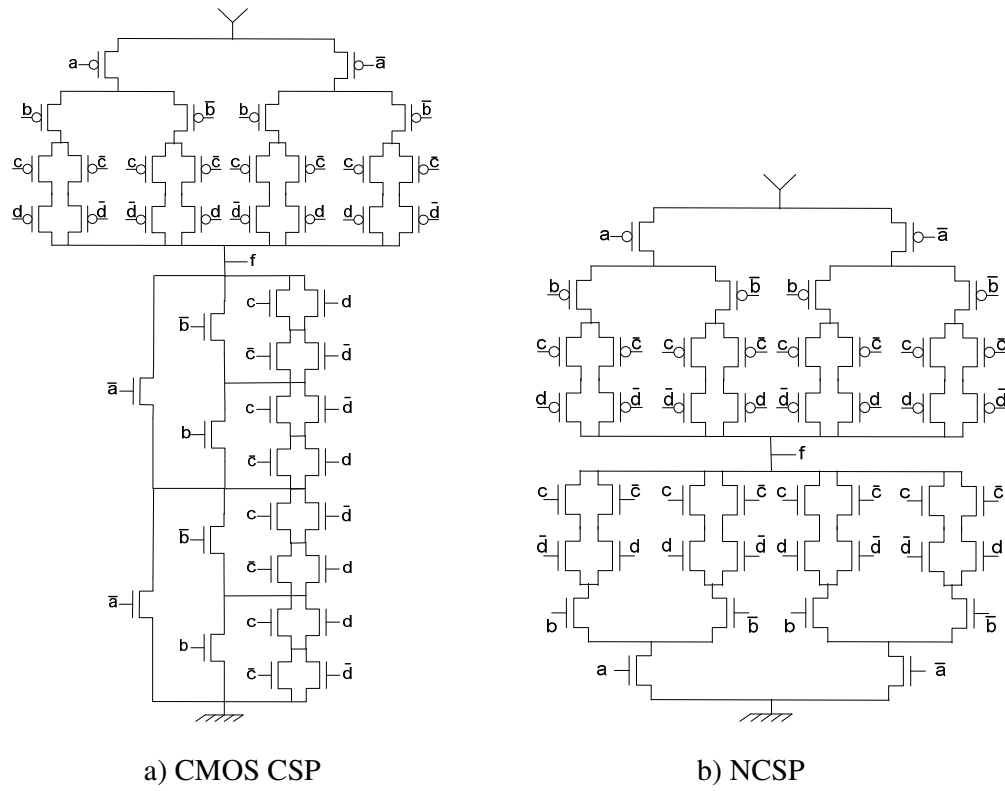 a a̅
b b̅ b b̅
c c̅ c c̅ c c̅ c c̅
d d̅ d̅ d d̅ d d d̅
f
c d
b̅
c̅ d̅
a̅
c d̅
b
c̅ d
c d̅
b̅
c̅ d
a̅
c d
b
c̅ d̅
a) CMOS CSP
a a̅
b b̅ b b̅
c c̅ c c̅ c c̅ c c̅
d d̅ d̅ d d̅ d d d̅
f
c c̅ c c̅ c c̅ c c̅
d̅ d d d̅ d d̅ d̅ d
b b̅ b b̅
a a̅
b) NCSP